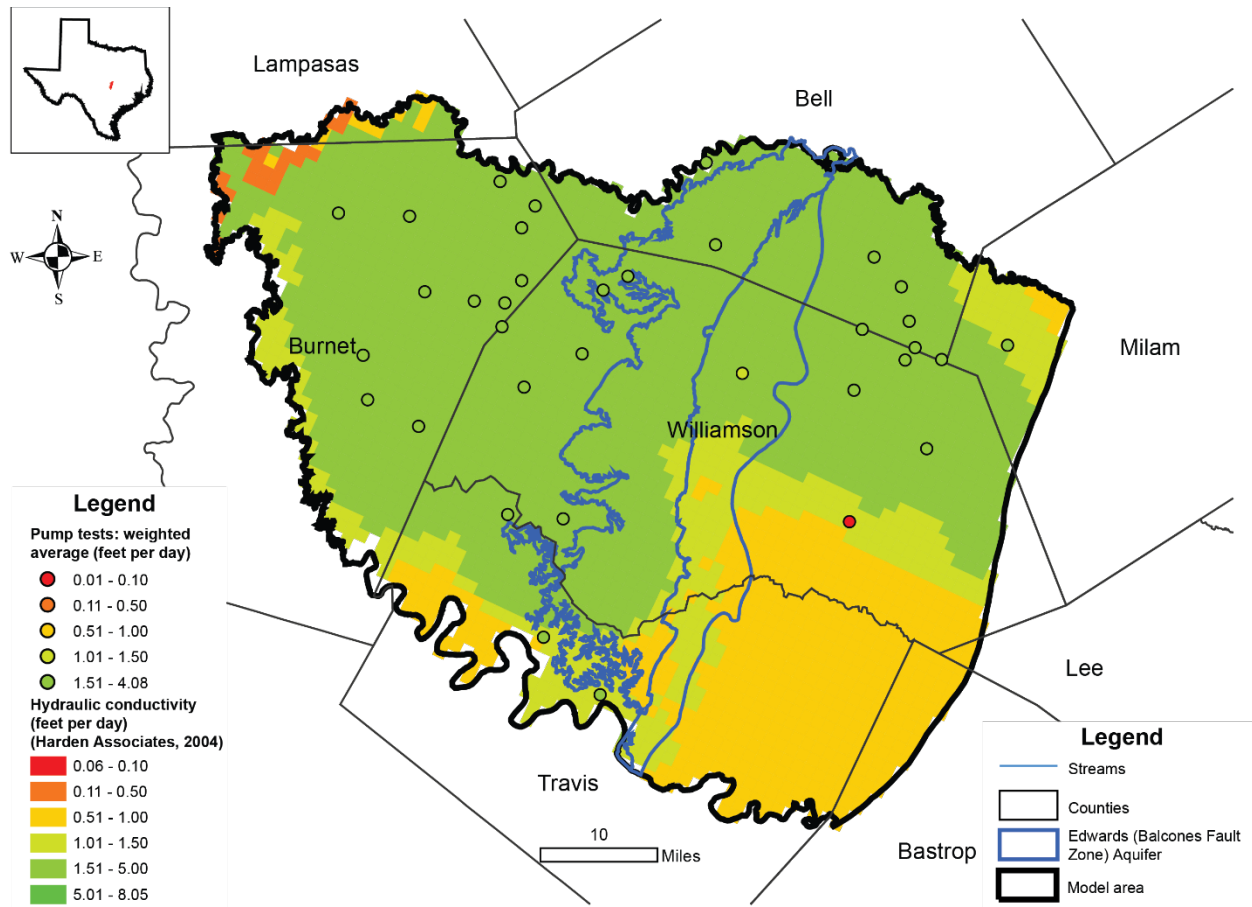 Lampasas
Bell
N
W
E
S
Burnet
Milam
Williamson
Legend
Pump tests: weighted
average (feet per day)
0.01 - 0.10
0.11 - 0.50
0.51 - 1.00
1.01 - 1.50
1.51 - 4.08
Hydraulic conductivity
(feet per day)
(Harden Associates, 2004)
0.06 - 0.10
0.11 - 0.50
0.51 - 1.00
1.01 - 1.50
1.51 - 5.00
5.01 - 8.05
Lee
Travis
10
Miles
Bastrop
Legend
Streams
Counties
Edwards (Balcones Fault
Zone) Aquifer
Model area